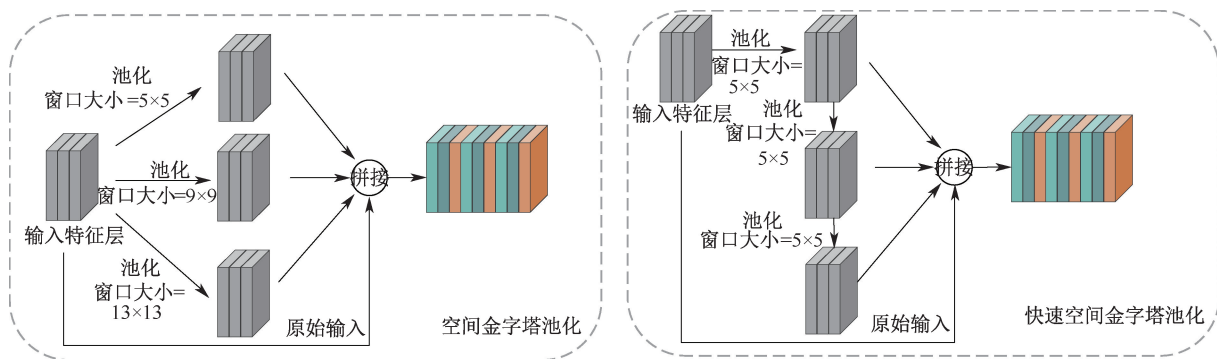 池化
窗口大小=5×5
池化
窗口大小=9×9
输入特征层
池化
窗口大小=
13×13
拼接
原始输入
空间金字塔池化
池化
窗口大小=
5×5
输入特征层
池化
窗口大小=
5×5
池化
窗口大小=5×5
拼接
原始输入
快速空间金字塔池化